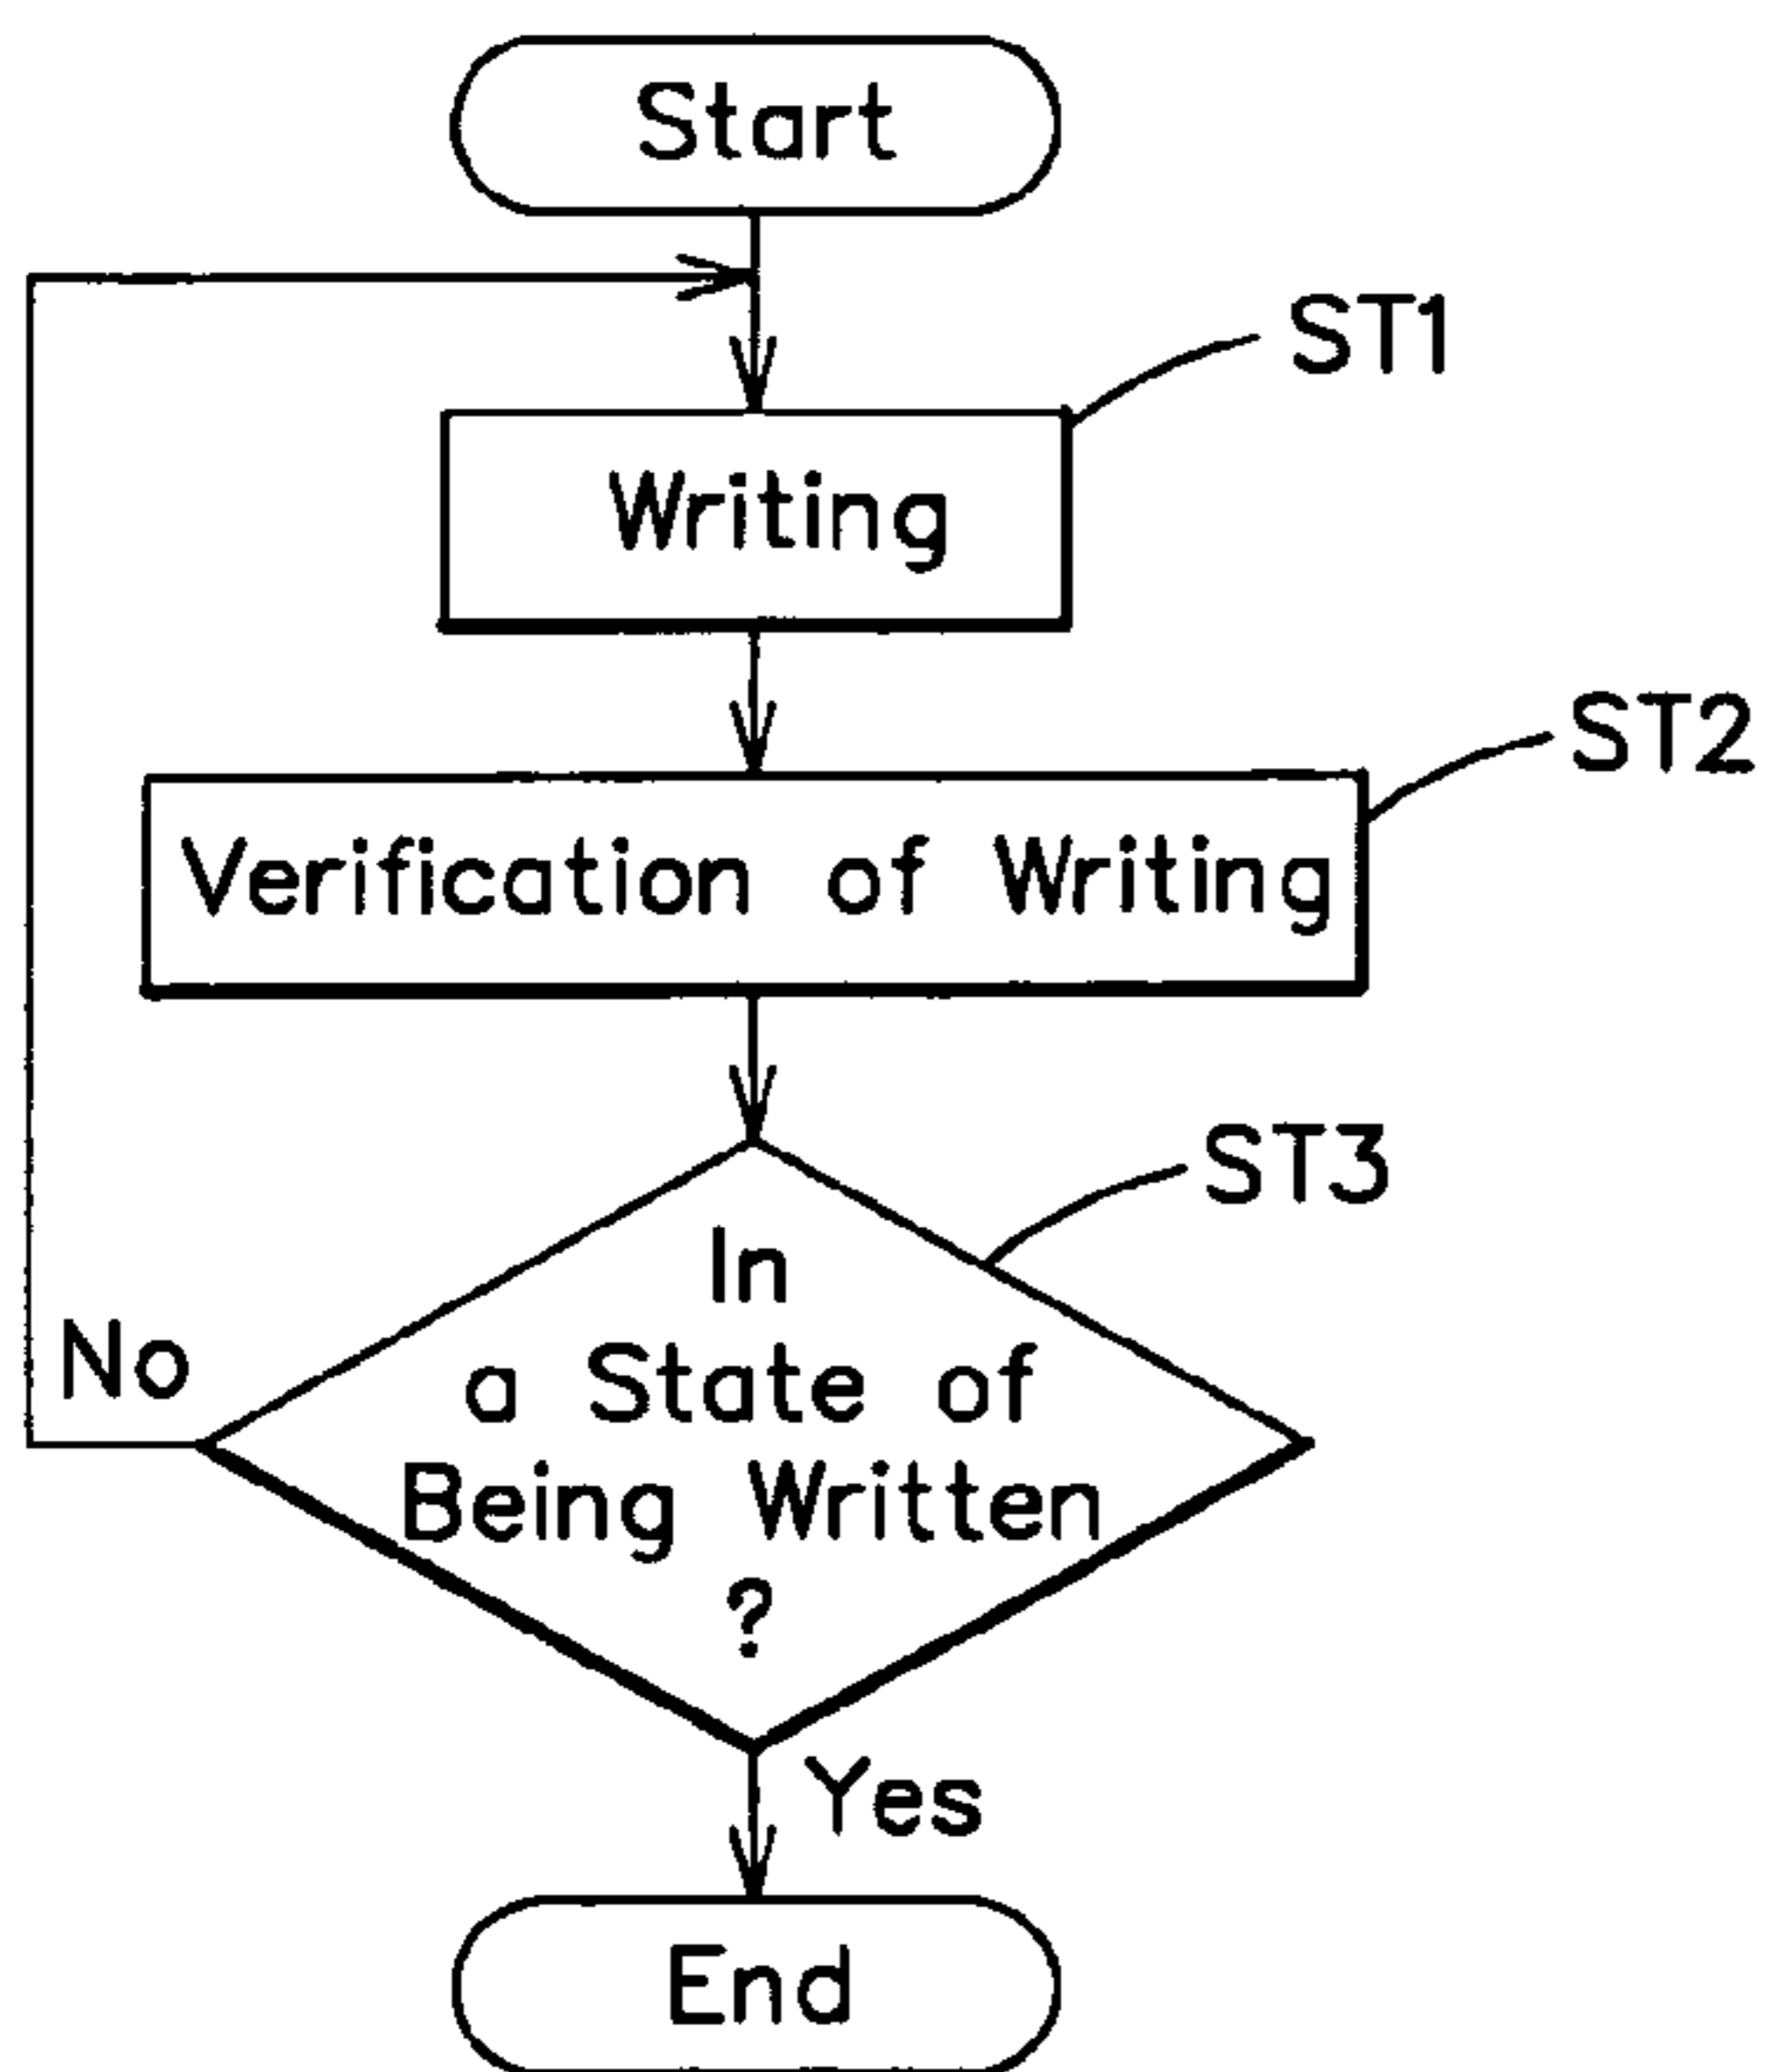 Start
ST1
Writing
ST2
Verification of Writing
ST3
In
a State of
Being Written
?
No
Yes
End